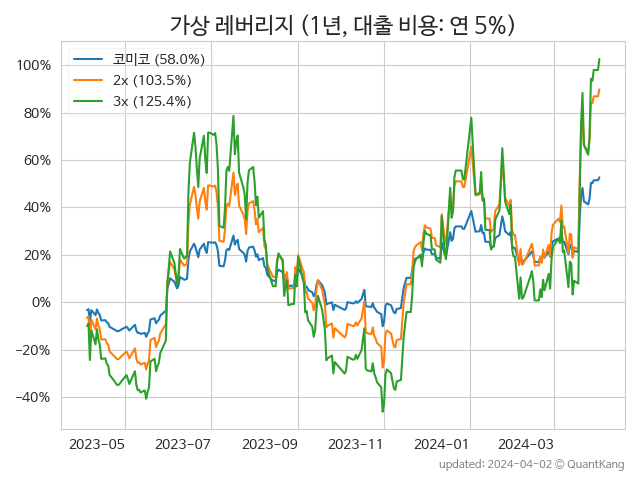 가상 레버리지 (1년, 대출 비용: 연 5%)
코미코 (58.0%)
2x (103.5%)
3x (125.4%)
100%
80%
60%
40%
20%
0%
−20%
−40%
2023-05
2023-07
2023-09
2023-11
2024-01
2024-03
updated: 2024-04-02 © QuantKang